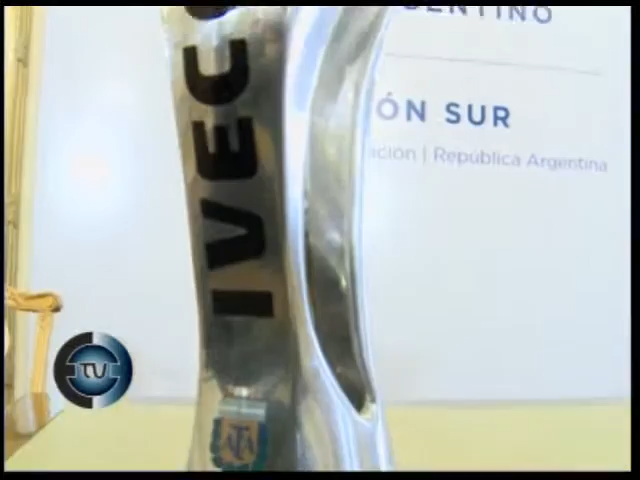 ENTINO
ÓN SUR
ación | República Argentina
IVECO
AFA
TV